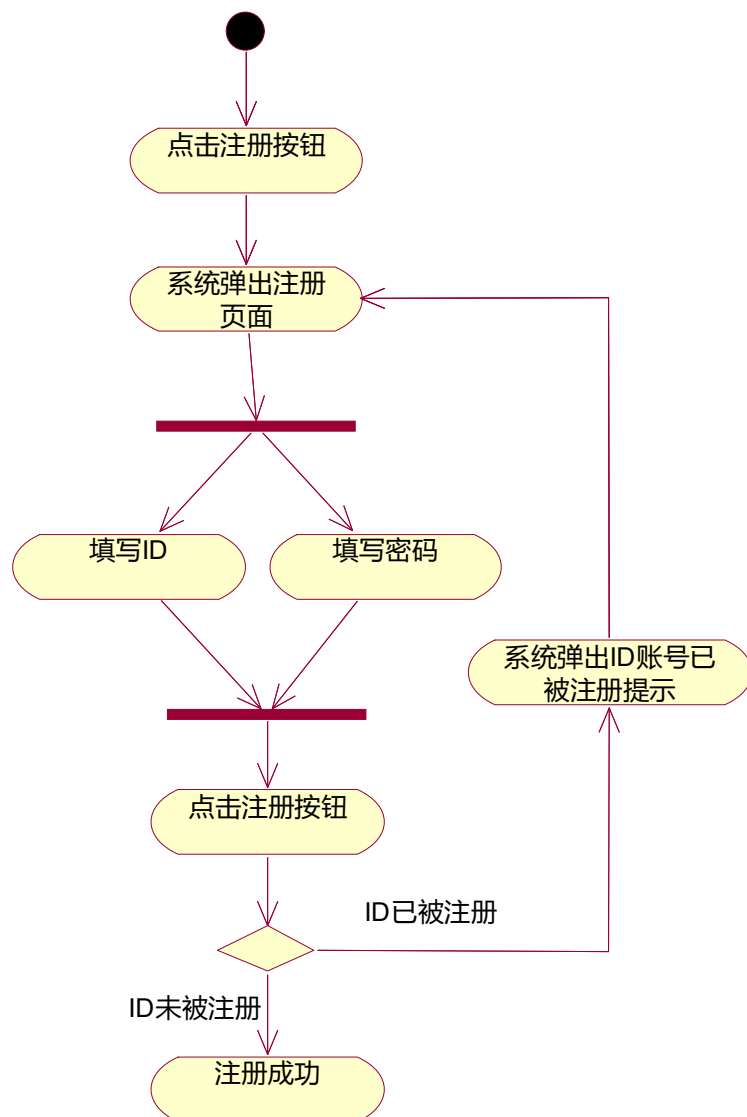 点击注册按钮
系统弹出注册
页面
填写ID
填写密码
系统弹出ID账号已
被注册提示
点击注册按钮
ID已被注册
ID未被注册
注册成功